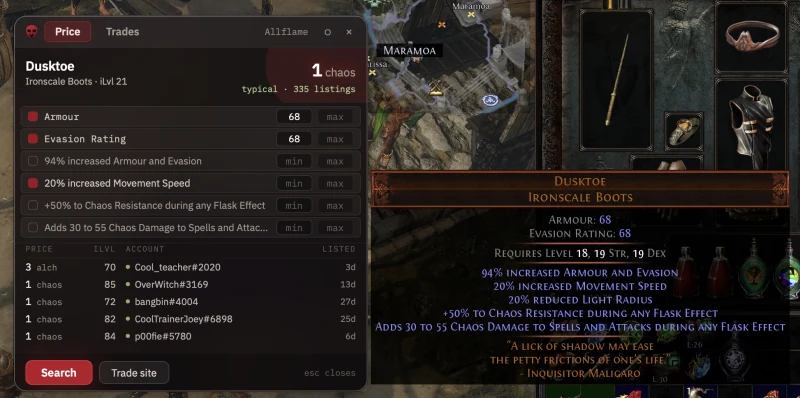 Price
Trades
Allflame
Dusktoe
Ironscale Boots · iLvl 21
1 chaos
typical · 335 listings
Armour 68 max
Evasion Rating 68 max
94% increased Armour and Evasion min max
20% increased Movement Speed min max
+50% to Chaos Resistance during any Flask Effect min max
Adds 30 to 55 Chaos Damage to Spells and Attac... min max
PRICE ILVL ACCOUNT LISTED
3 alch 70 Cool_teacher#2020 3d
1 chaos 85 OverWitch#3169 13d
1 chaos 72 bangbin#4004 27d
1 chaos 82 CoolTrainerJoey#6898 25d
1 chaos 84 p00fie#5780 6d
Search
Trade site
esc closes
Maramoa
Maramoa
Dusktoe
Ironscale Boots
Armour: 68
Evasion Rating: 68
Requires Level 18, 19 Str, 19 Dex
94% increased Armour and Evasion
20% increased Movement Speed
20% reduced Light Radius
+50% to Chaos Resistance during any Flask Effect
Adds 30 to 55 Chaos Damage to Spells and Attacks during any Flask Effect
"A lick of shadow may ease
the petty frictions of one's life."
- Inquisitor Maligaro